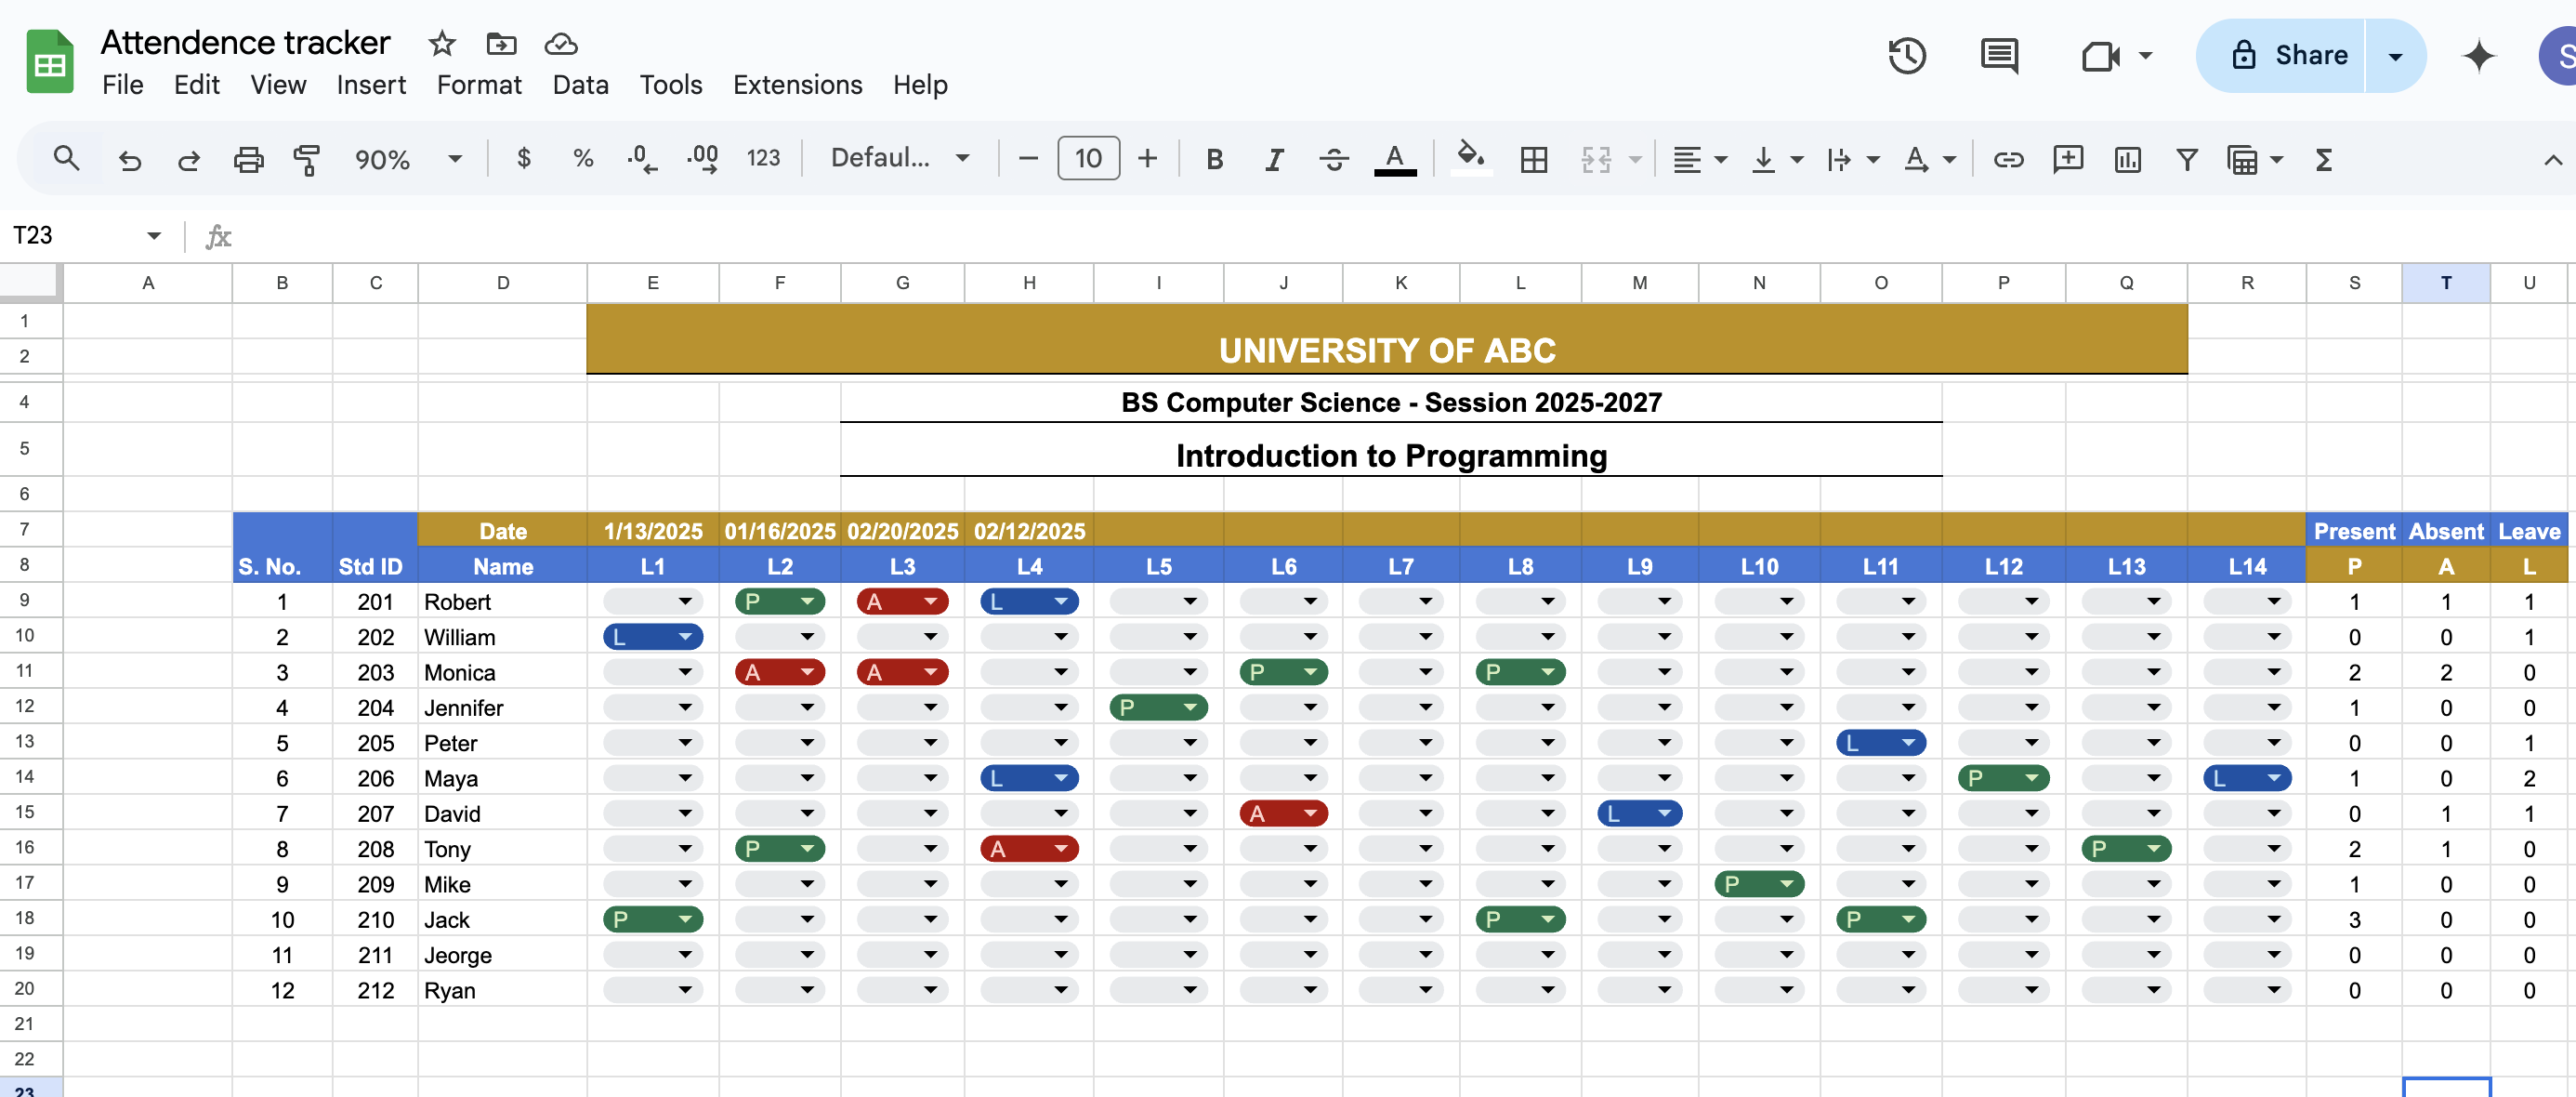 Attendence tracker
File Edit View Insert Format Data Tools Extensions Help
Share
S
90% $ % .0 .00 123 Defaul... 10 B I S A Σ
T23 fx
A B C D E F G H I J K L M N O P Q R S T U
1
2 UNIVERSITY OF ABC
4 BS Computer Science - Session 2025-2027
5 Introduction to Programming
6
7 Date 1/13/2025 01/16/2025 02/20/2025 02/12/2025 Present Absent Leave
8 S. No. Std ID Name L1 L2 L3 L4 L5 L6 L7 L8 L9 L10 L11 L12 L13 L14 P A L
9 1 201 Robert P A L 1 1 1
10 2 202 William L 0 0 1
11 3 203 Monica A A P P 2 2 0
12 4 204 Jennifer P 1 0 0
13 5 205 Peter L 0 0 1
14 6 206 Maya L P L 1 0 2
15 7 207 David A L 0 1 1
16 8 208 Tony P A P 2 1 0
17 9 209 Mike P 1 0 0
18 10 210 Jack P P P 3 0 0
19 11 211 Jeorge 0 0 0
20 12 212 Ryan 0 0 0
21
22
23